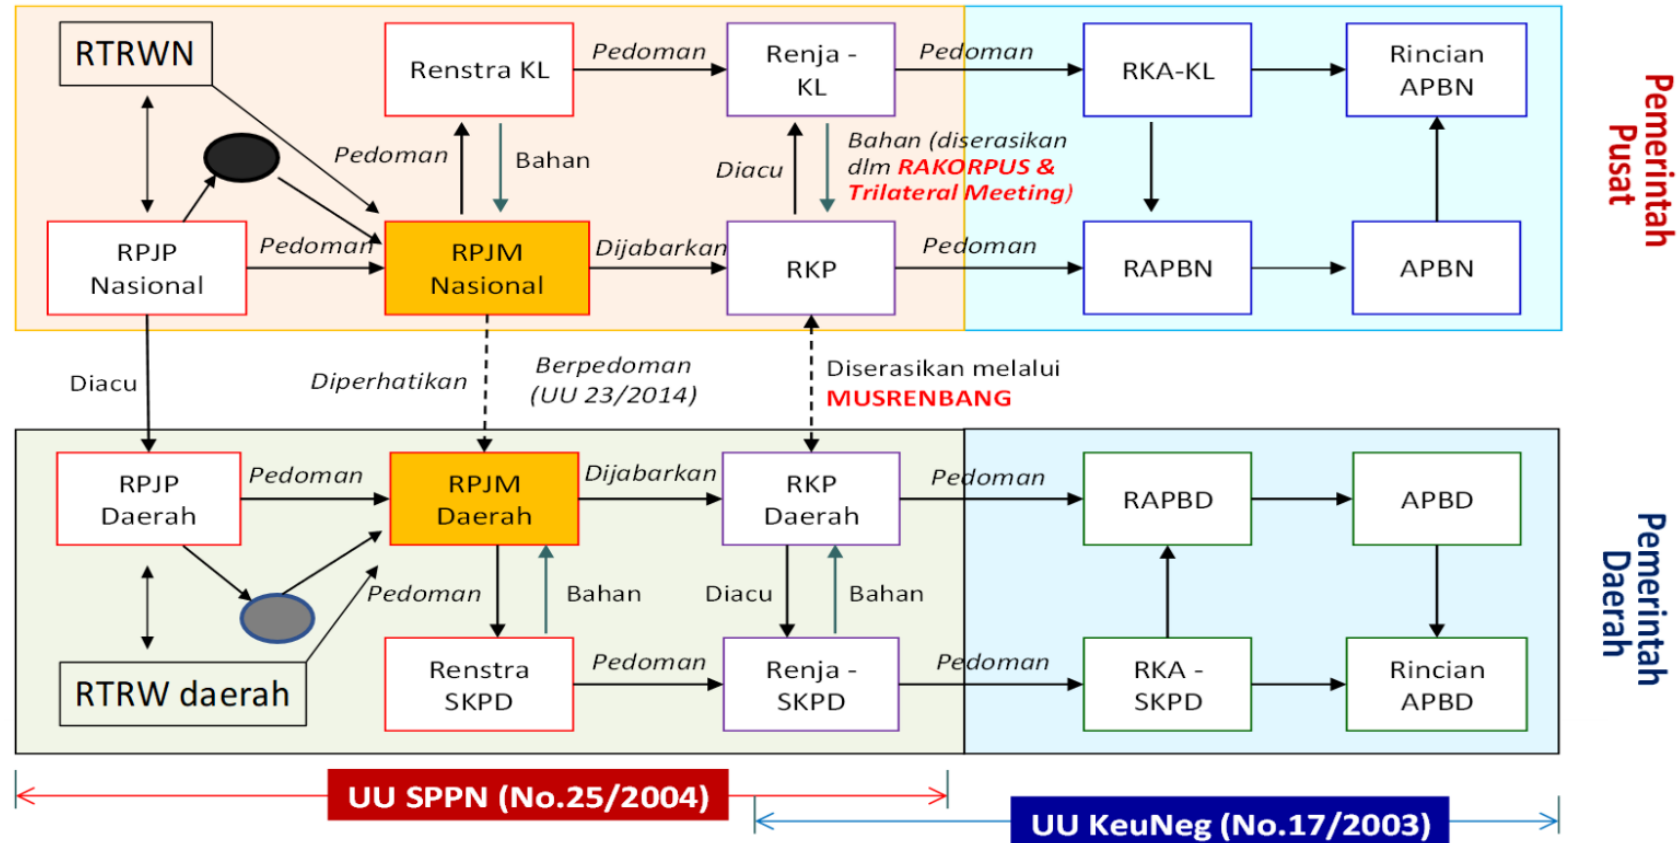 RTRWN
Renstra KL
Pedoman
Renja -
KL
Pedoman
RKA-KL
Rincian
APBN
Pedoman
Bahan
Diacu
Bahan (diserasikan
dlm RAKORPUS &
Trilateral Meeting)
RPJP
Nasional
Pedoman
RPJM
Nasional
Dijabarkan
RKP
Pedoman
RAPBN
APBN
Pemerintah
Pusat
Diacu
Diperhatikan
Berpedoman
(UU 23/2014)
Diserasikan melalui
MUSRENBANG
RPJP
Daerah
Pedoman
RPJM
Daerah
Dijabarkan
RKP
Daerah
Pedoman
RAPBD
APBD
Pedoman
Bahan
Diacu
Bahan
RTRW daerah
Renstra
SKPD
Pedoman
Renja -
SKPD
Pedoman
RKA -
SKPD
Rincian
APBD
Pemerintah
Daerah
UU SPPN (No.25/2004)
UU KeuNeg (No.17/2003)